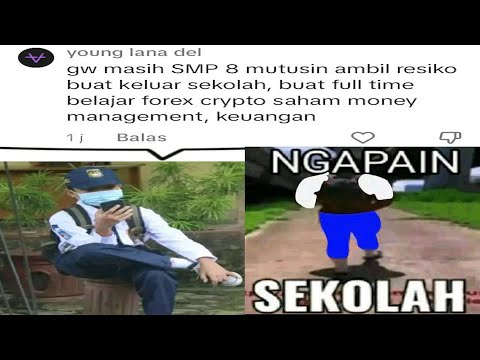 young lana del
gw masih SMP 8 mutusin ambil resiko
buat keluar sekolah, buat full time
belajar forex crypto saham money
management, keuangan
1 j Balas
NGAPAIN
SEKOLAH